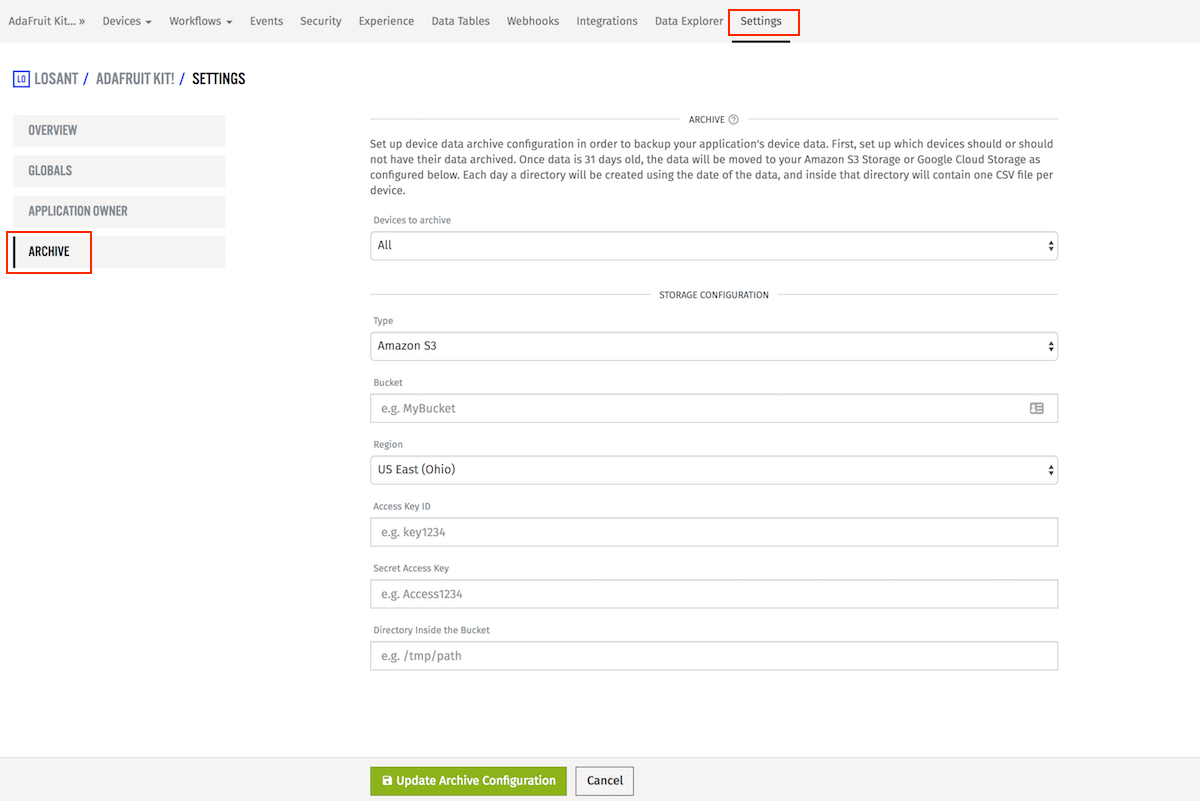 AdaFruit Kit... » Devices Workflows Events Security Experience Data Tables Webhooks Integrations Data Explorer Settings
LO LOSANT / ADAFRUIT KIT! / SETTINGS
OVERVIEW
GLOBALS
APPLICATION OWNER
ARCHIVE
ARCHIVE ?
Set up device data archive configuration in order to backup your application's device data. First, set up which devices should or should
not have their data archived. Once data is 31 days old, the data will be moved to your Amazon S3 Storage or Google Cloud Storage as
configured below. Each day a directory will be created using the date of the data, and inside that directory will contain one CSV file per
device.
Devices to archive
All
STORAGE CONFIGURATION
Type
Amazon S3
Bucket
e.g. MyBucket
Region
US East (Ohio)
Access Key ID
e.g. key1234
Secret Access Key
e.g. Access1234
Directory Inside the Bucket
e.g. /tmp/path
Update Archive Configuration Cancel